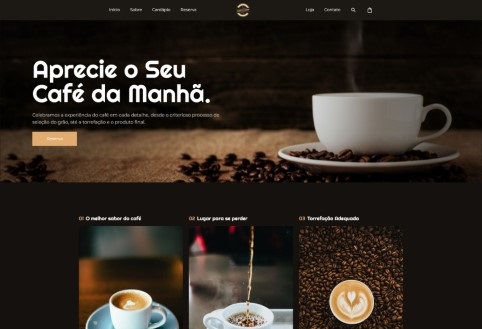 Início Sobre Cardápio Reserva Loja Contato
Aprecie o Seu
Café da Manhã.
Celebramos a experiência do café em cada detalhe, desde o criterioso processo de
seleção do grão, até a torrefação e o produto final.
Reserva
01 O melhor sabor do café
02 Lugar para se perder
03 Torrefação Adequada